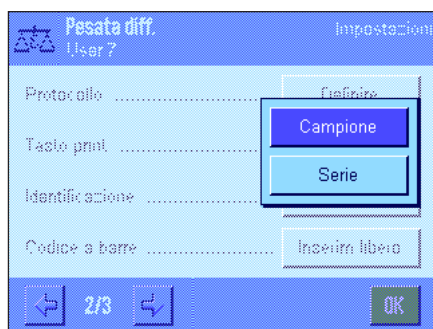 Pesata diff.
Impostazioni
User 7
Protocollo ........................ Definire
Tasto print ........................
Campione
Serie
Identificazione ....................
Codice a barre .................... Inserim libero
2/3
OK